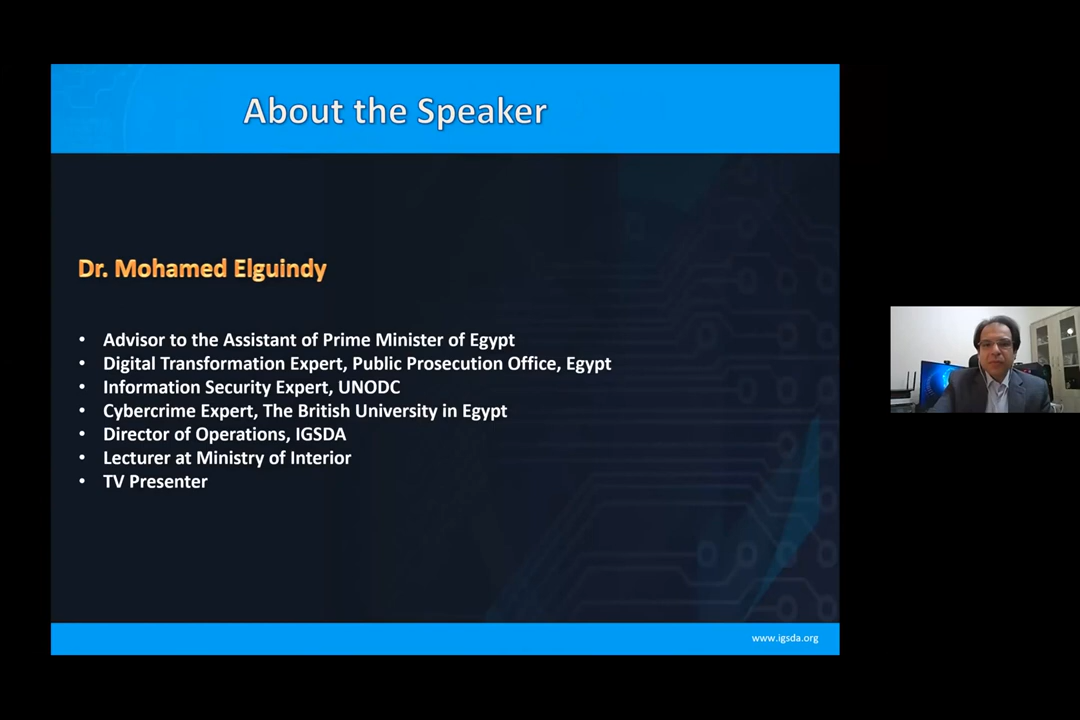 About the Speaker
Dr. Mohamed Elguindy
• Advisor to the Assistant of Prime Minister of Egypt
• Digital Transformation Expert, Public Prosecution Office, Egypt
• Information Security Expert, UNODC
• Cybercrime Expert, The British University in Egypt
• Director of Operations, IGSDA
• Lecturer at Ministry of Interior
• TV Presenter
www.igsda.org